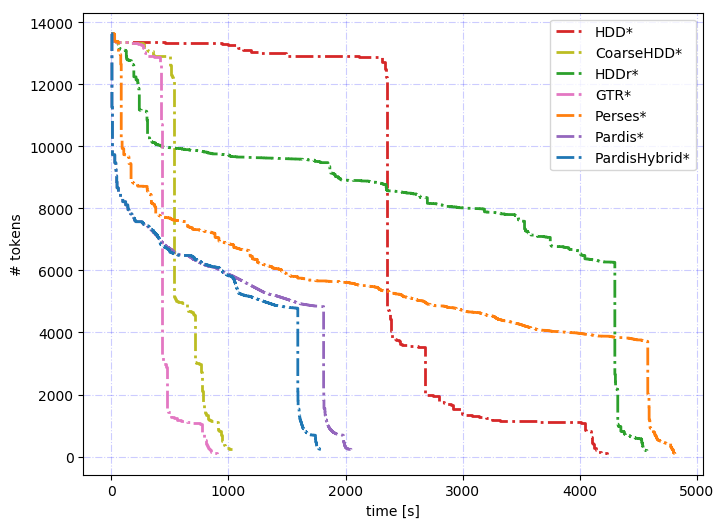 14000
12000
10000
8000
6000
4000
2000
0
# tokens
HDD*
CoarseHDD*
HDDr*
GTR*
Perses*
Pardis*
PardisHybrid*
0 1000 2000 3000 4000 5000
time [s]